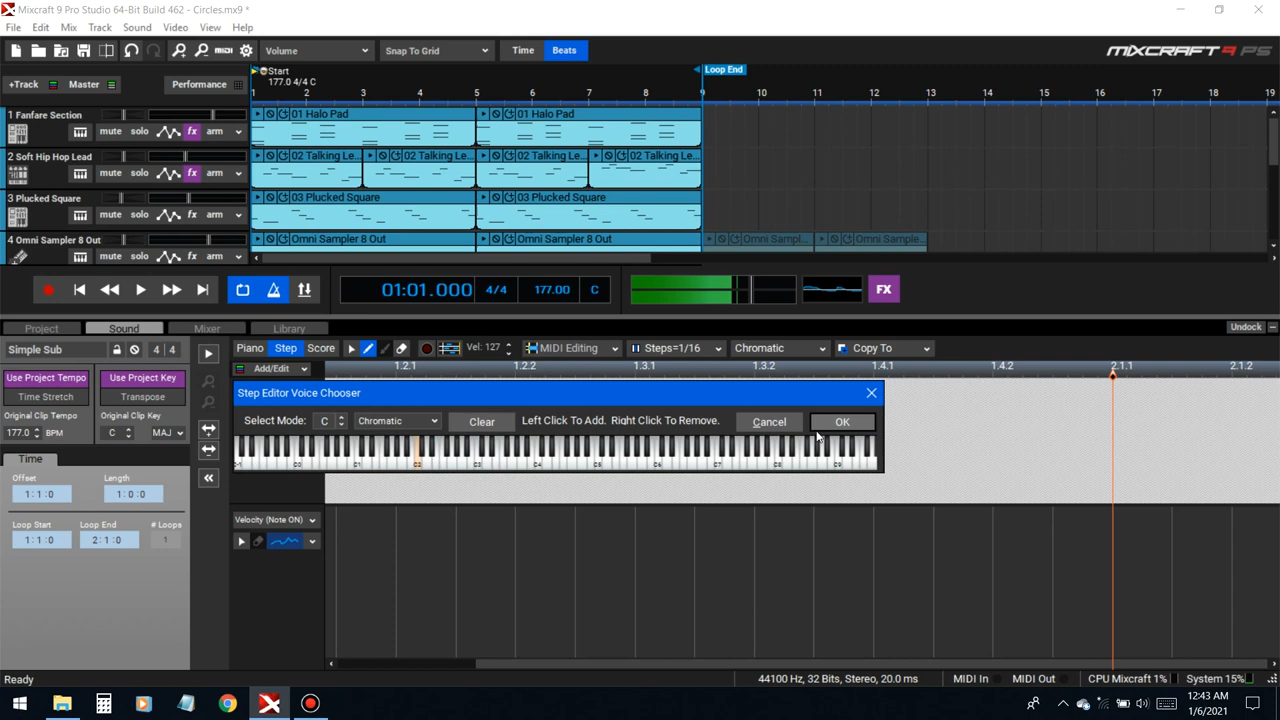 Mixcraft 9 Pro Studio 64-Bit Build 462 - Circles.mx9 *
File Edit Mix Track Sound Video View Help
Volume Snap To Grid Time Beats MIXCRAFT 9 PS
+Track Master Performance Start Loop End
177.0 4/4 C
1 2 3 4 5 6 7 8 9 10 11 12 13 14 15 16 17 18 19
1 Fanfare Section 01 Halo Pad 01 Halo Pad
mute solo fx arm
2 Soft Hip Hop Lead 02 Talking Le... 02 Talking Le... 02 Talking Le... 02 Talking Le...
mute solo fx arm
3 Plucked Square 03 Plucked Square 03 Plucked Square
mute solo fx arm
4 Omni Sampler 8 Out Omni Sampler 8 Out Omni Sampler 8 Out Omni Sampl... Omni Sample...
mute solo fx arm
01:01.000 4/4 177.00 C FX
Project Sound Mixer Library Undock
Simple Sub 4 4 Piano Step Score Vel: 127 MIDI Editing Steps=1/16 Chromatic Copy To
Add/Edit 1.2.1 1.2.2 1.3.1 1.3.2 1.4.1 1.4.2 2.1.1 2.1.2
Use Project Tempo Use Project Key
Time Stretch Transpose
Step Editor Voice Chooser
Original Clip Tempo Original Clip Key
177.0 BPM C MAJ
Select Mode: C Chromatic Clear Left Click To Add. Right Click To Remove. Cancel OK
C-1 C0 C1 C2 C3 C4 C5 C6 C7 C8 C9
Time
Offset Length
1:1:0 1:0:0
Loop Start Loop End # Loops
1:1:0 2:1:0 1
Velocity (Note ON)
Ready 44100 Hz, 32 Bits, Stereo, 20.0 ms MIDI In MIDI Out CPU Mixcraft 1% System 15%
12:43 AM
1/6/2021